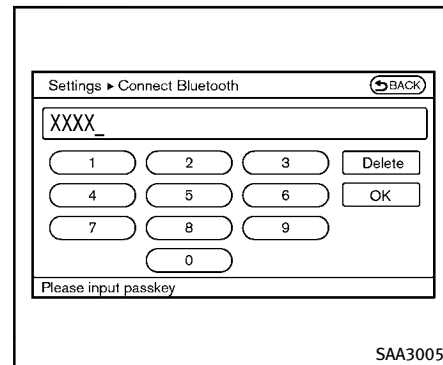 Settings ▸ Connect Bluetooth BACK
XXXX_
1 2 3 Delete
4 5 6 OK
7 8 9
0
Please input passkey
SAA3005